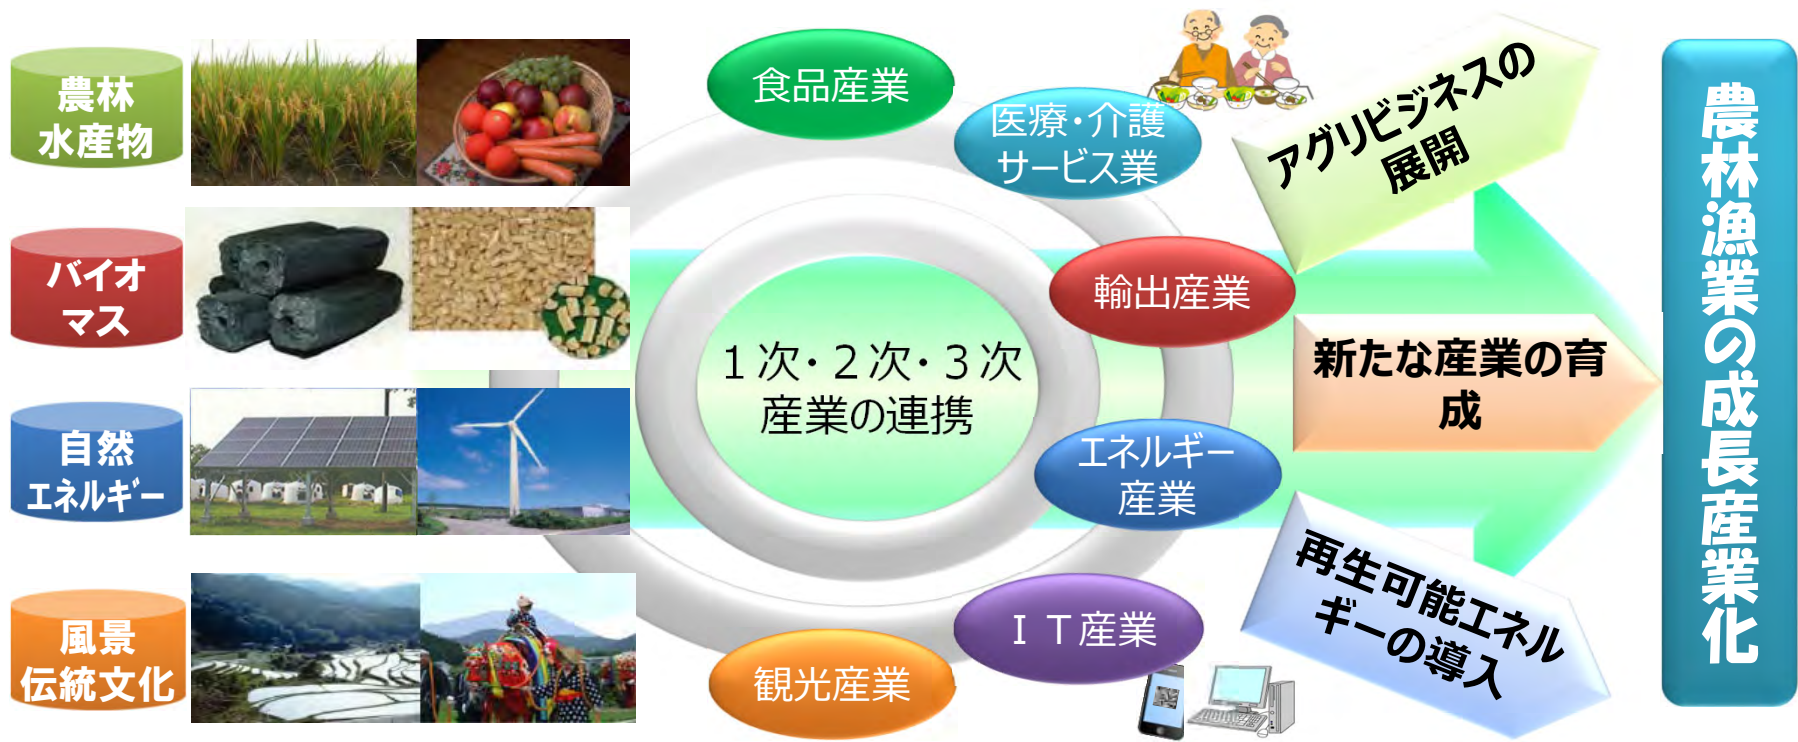 農林
水産物
バイオ
マス
自然
エネルギー
風景
伝統文化
食品産業
医療・介護
サービス業
輸出産業
1次・2次・3次
産業の連携
エネルギー
産業
IT産業
観光産業
アグリビジネスの
展開
新たな産業の育
成
再生可能エネル
ギーの導入
農林漁業の成長産業化